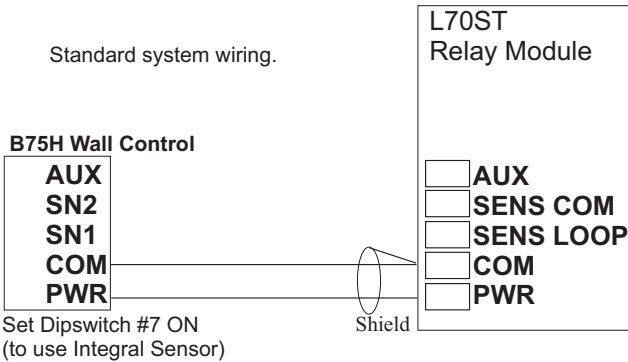 L70ST
Relay Module
Standard system wiring.
B75H Wall Control
AUX
SN2
SN1
COM
PWR
AUX
SENS COM
SENS LOOP
COM
PWR
Shield
Set Dipswitch #7 ON
(to use Integral Sensor)